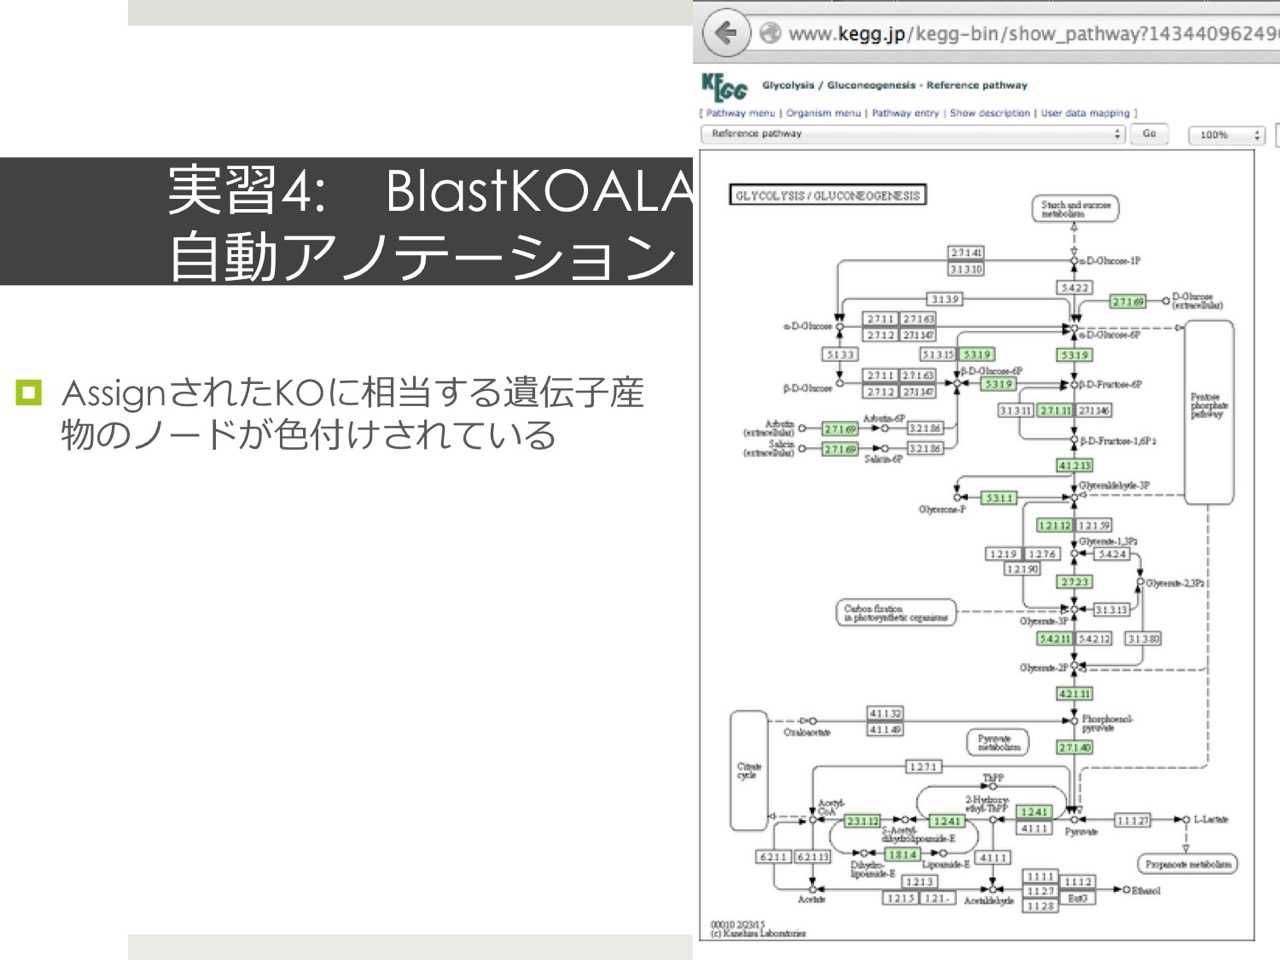 実習4: BlastKOALA
自動アノテーション
AssignされたKOに相当する遺伝子産
物のノードが色付けされている
www.kegg.jp/kegg-bin/show_pathway?143440962490
KEGG
Glycolysis / Gluconeogenesis - Reference pathway
[ Pathway menu | Organism menu | Pathway entry | Show description | User data mapping ]
Reference pathway
Go
100%
GLYCOLYSIS / GLUCONEOGENESIS
Starch and sucrose
metabolism
2.7.1.41
3.1.3.10
α-D-Glucose-1P
5.4.2.2
3.1.3.9
2.7.1.69
D-Glucose
(extracellular)
α-D-Glucose
2.7.1.1
2.7.1.63
2.7.1.2
2.7.1.147
α-D-Glucose-6P
5.1.3.3
5.1.3.15
5.3.1.9
5.3.1.9
β-D-Glucose-6P
β-D-Glucose
2.7.1.1
2.7.1.63
2.7.1.2
2.7.1.147
5.3.1.9
β-D-Fructose-6P
3.1.3.11
2.7.1.11
2.7.1.146
Pentose
phosphate
pathway
Arbutin
(extracellular)
2.7.1.69
Arbutin-6P
3.2.1.86
Salicin
(extracellular)
2.7.1.69
Salicin-6P
3.2.1.86
β-D-Fructose-1,6P2
4.1.2.13
Glyceraldehyde-3P
5.3.1.1
Glycerone-P
1.2.1.12
1.2.1.59
Glycerate-1,3P2
1.2.1.9
1.2.7.6
1.2.1.90
5.4.2.4
2.7.2.3
Glycerate-2,3P2
Carbon fixation
in photosynthetic organisms
3.1.3.13
Glycerate-3P
5.4.2.11
5.4.2.12
3.1.3.80
Glycerate-2P
4.2.1.11
4.1.1.32
4.1.1.49
Oxaloacetate
Phosphoenol-
pyruvate
Pyruvate
metabolism
2.7.1.40
Citrate
cycle
1.2.7.1
ThPP
Acetyl-
CoA
2-Hydroxy-
ethyl-ThPP
1.2.4.1
2.3.1.12
S-Acetyl-
dihydrolipoamide-E
1.2.4.1
4.1.1.1
Pyruvate
1.1.1.27
L-Lactate
6.2.1.1
6.2.1.13
Dihydro-
lipoamide-E
1.8.1.4
Lipoamide-E
4.1.1.1
Propanoate metabolism
1.2.1.3
1.2.1.5
1.2.1.-
Acetate
Acetaldehyde
1.1.1.1
1.1.1.2
1.1.2.7
EutG
1.1.2.8
Ethanol
00010 2/23/15
(c) Kanehisa Laboratories